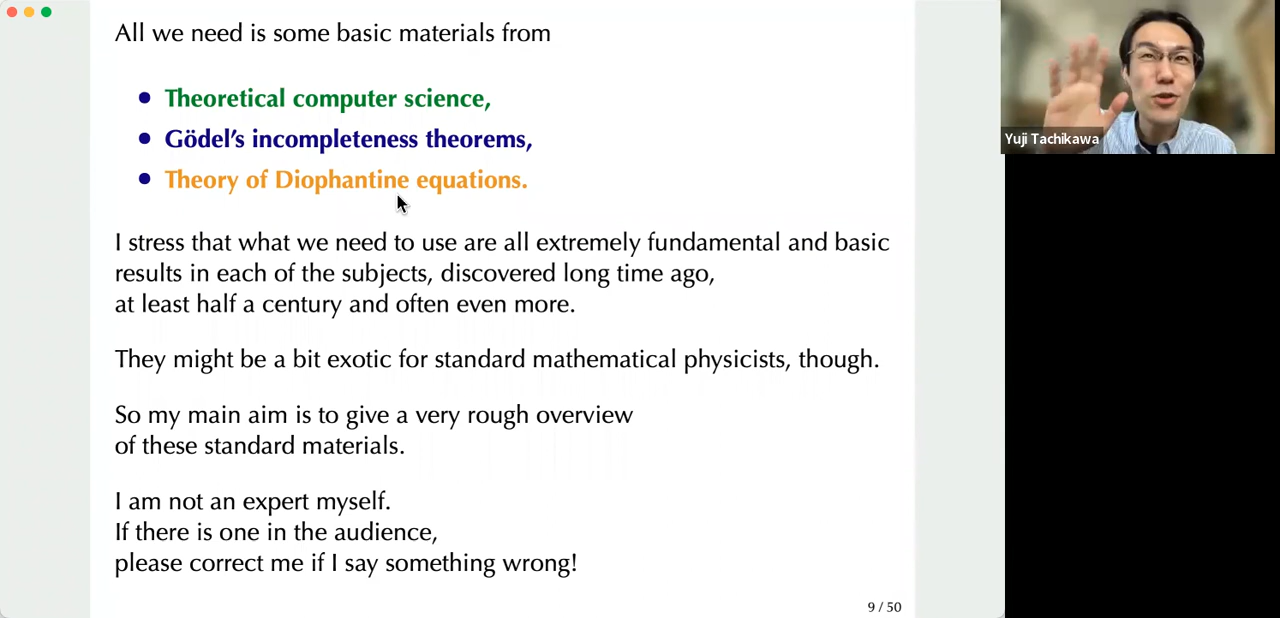 All we need is some basic materials from
• Theoretical computer science,
• Gödel's incompleteness theorems,
• Theory of Diophantine equations.
I stress that what we need to use are all extremely fundamental and basic
results in each of the subjects, discovered long time ago,
at least half a century and often even more.
They might be a bit exotic for standard mathematical physicists, though.
So my main aim is to give a very rough overview
of these standard materials.
I am not an expert myself.
If there is one in the audience,
please correct me if I say something wrong!
9 / 50
Yuji Tachikawa